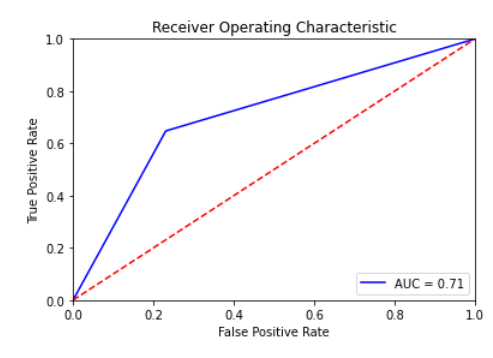 Receiver Operating Characteristic
True Positive Rate
1.0
0.8
0.6
0.4
0.2
0.0
AUC = 0.71
0.0 0.2 0.4 0.6 0.8 1.0
False Positive Rate